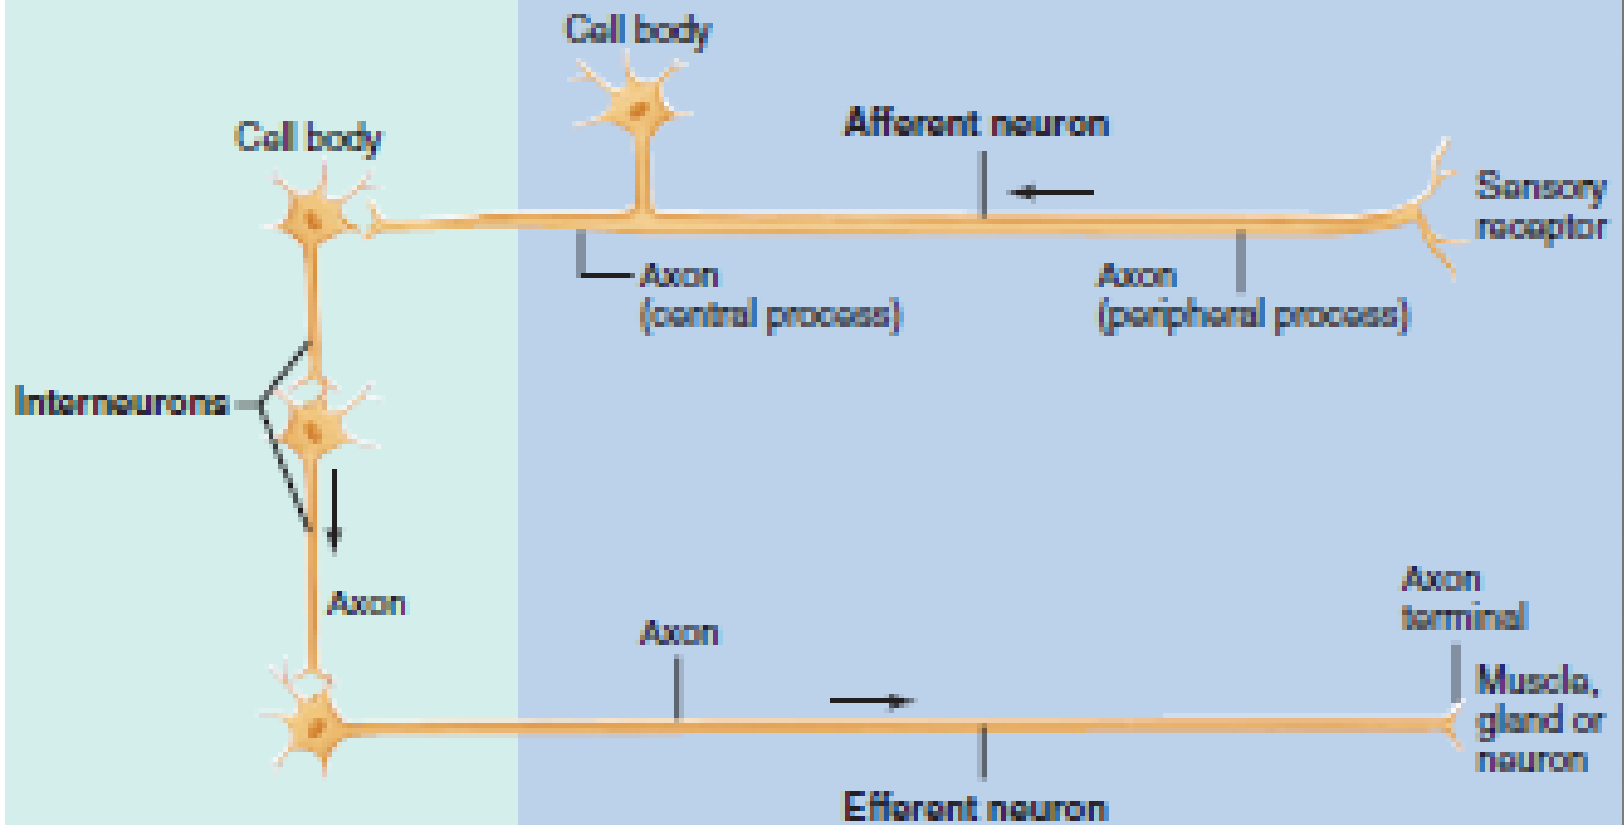 Cell body
Cell body
Afferent neuron
Sensory
receptor
Axon
(central process)
Axon
(peripheral process)
Interneurons
Axon
Axon
Axon
terminal
Muscle,
gland or
neuron
Efferent neuron